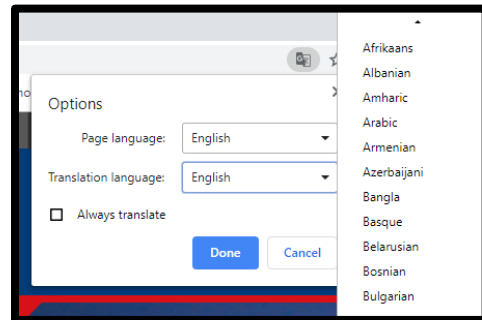 Options
Page language: English
Translation language: English
Always translate
Done Cancel
Afrikaans
Albanian
Amharic
Arabic
Armenian
Azerbaijani
Bangla
Basque
Belarusian
Bosnian
Bulgarian